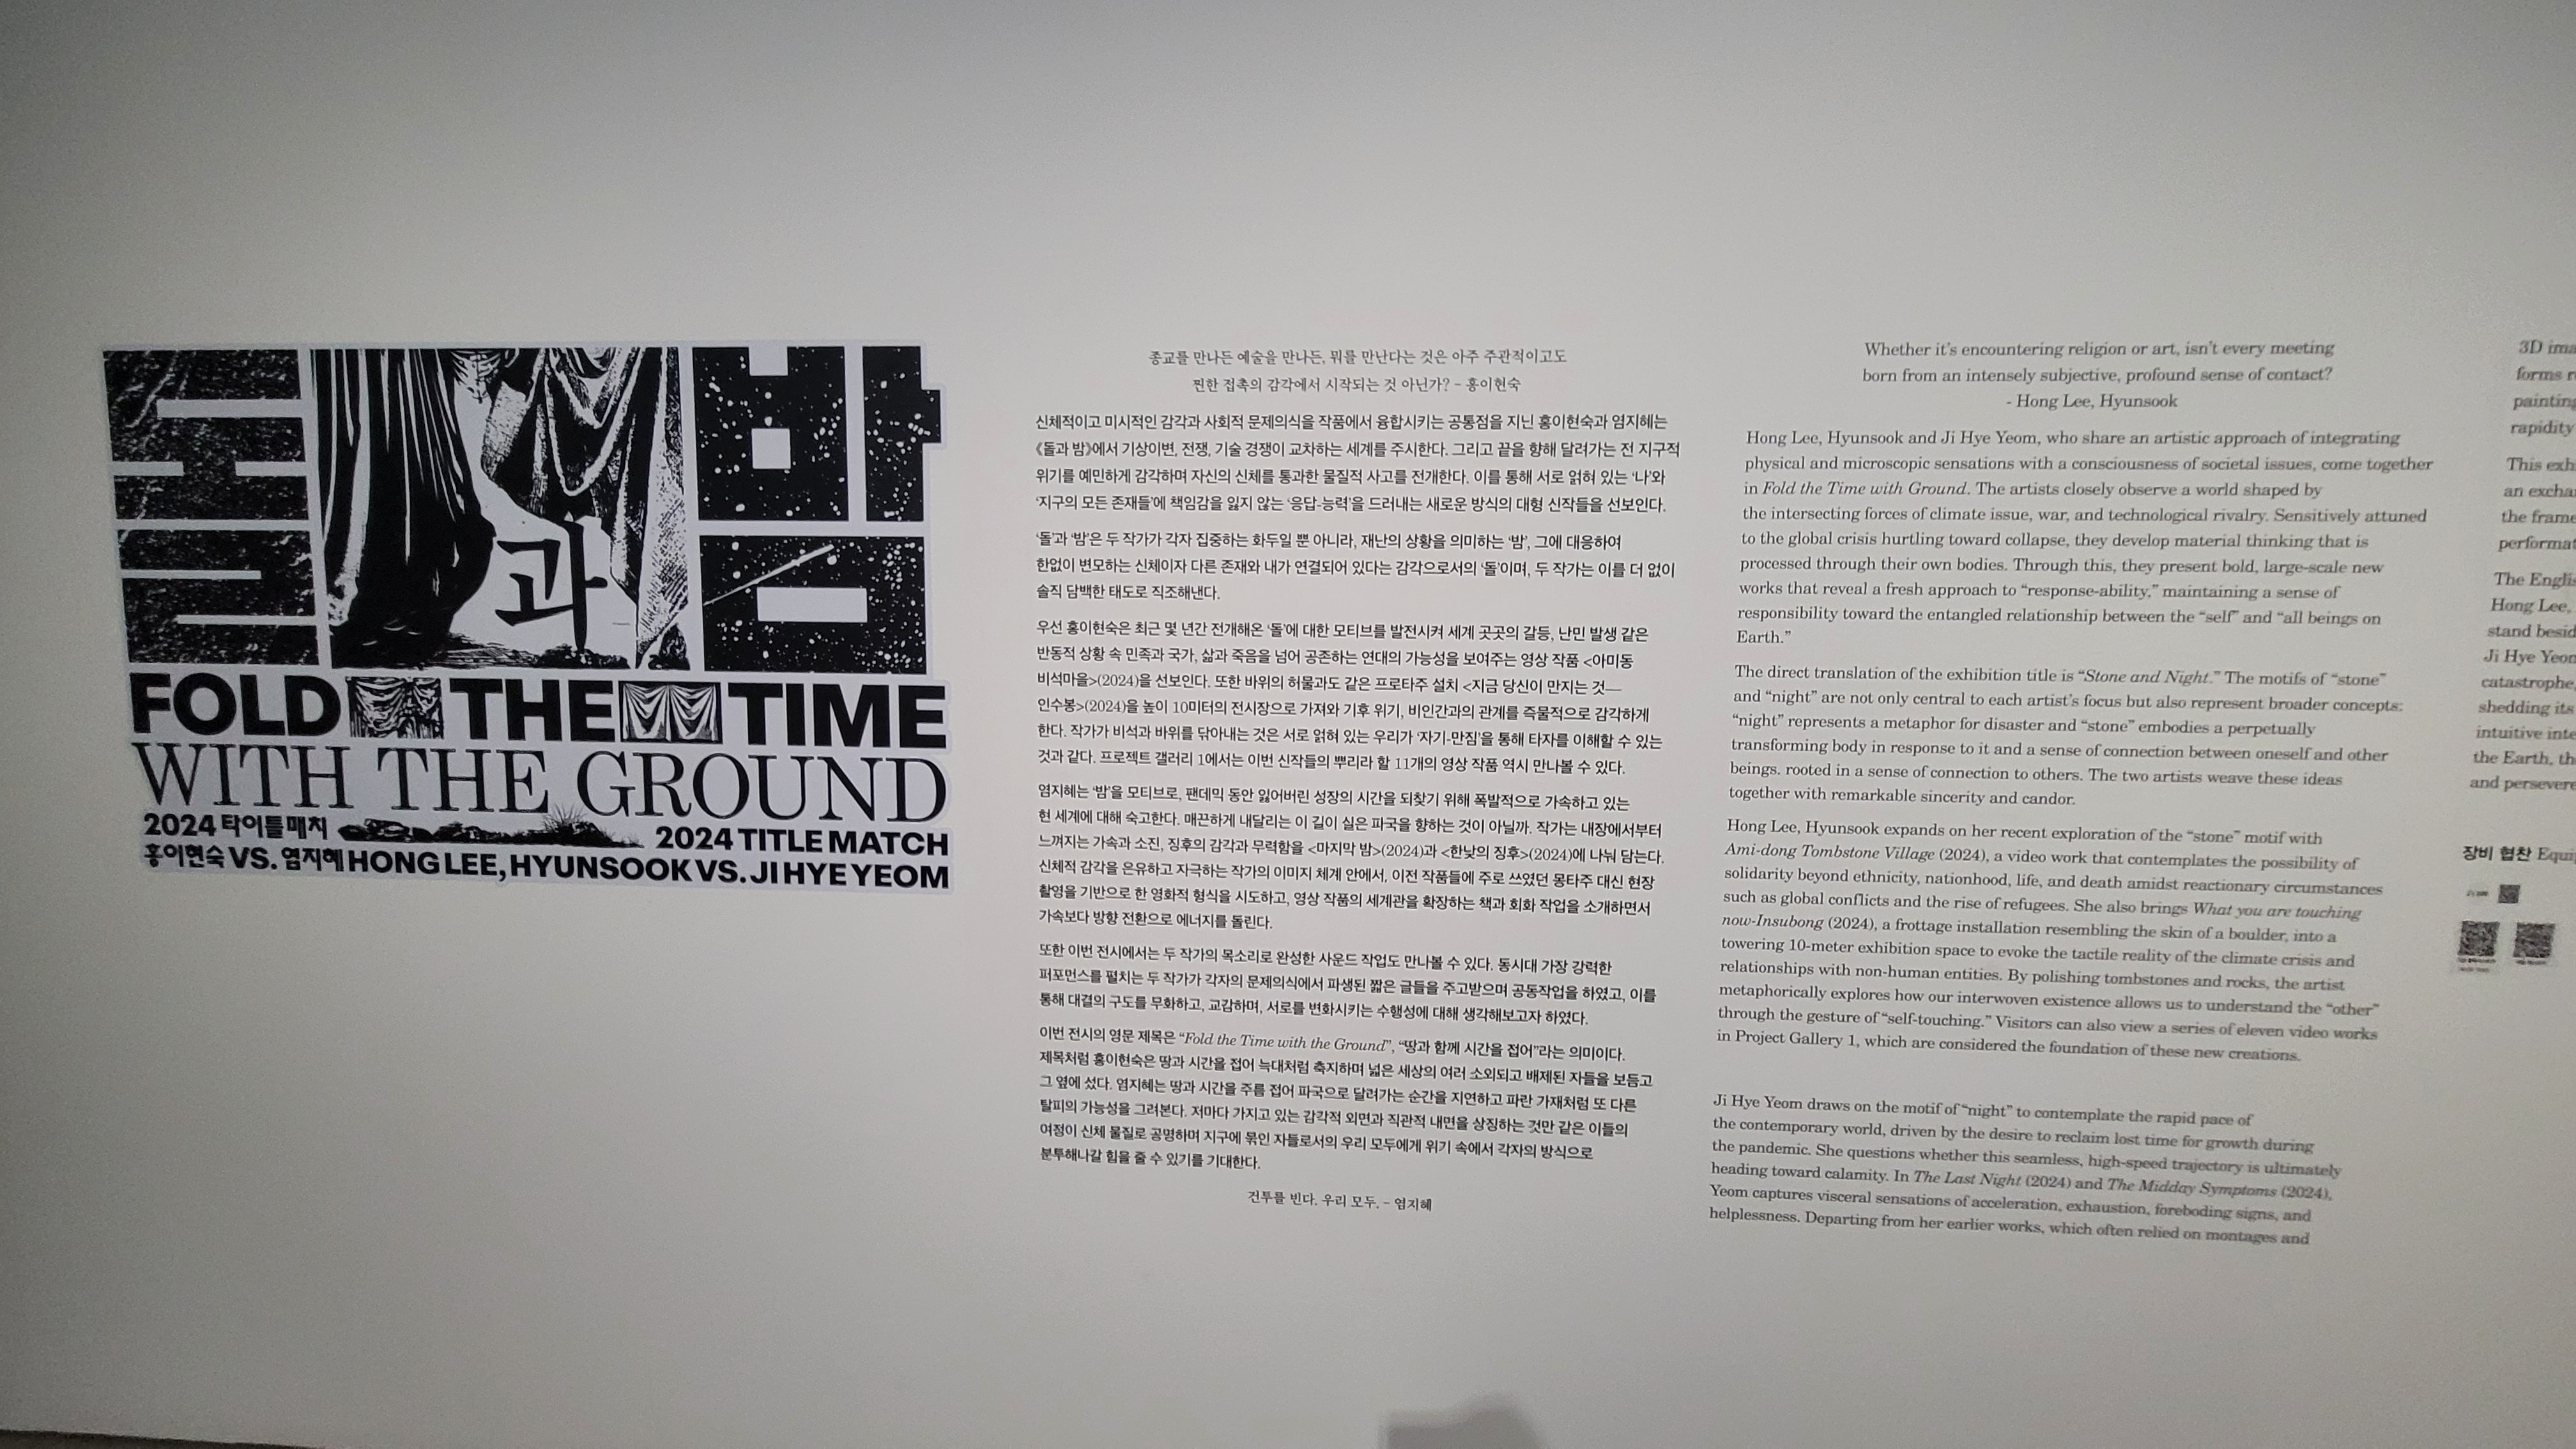 돌과 밤
FOLD THE TIME
WITH THE GROUND
2024 타이틀매치
2024 TITLE MATCH
홍이현숙 VS. 염지혜 HONG LEE, HYUNSOOK VS. JI HYE YEOM
종교를 만나든 예술을 만나든, 뭐를 만난다는 것은 아주 주관적이고도
찐한 접촉의 감각에서 시작되는 것 아닌가? – 홍이현숙
신체적이고 미시적인 감각과 사회적 문제의식을 작품에서 융합시키는 공통점을 지닌 홍이현숙과 염지혜는
《돌과 밤》에서 기상이변, 전쟁, 기술 경쟁이 교차하는 세계를 주시한다. 그리고 끝을 향해 달려가는 전 지구적
위기를 예민하게 감각하며 자신의 신체를 통과한 물질적 사고를 전개한다. 이를 통해 서로 얽혀 있는 ‘나’와
‘지구의 모든 존재들’에 책임감을 잃지 않는 ‘응답-능력’을 드러내는 새로운 방식의 대형 신작들을 선보인다.
‘돌’과 ‘밤’은 두 작가가 각자 집중하는 화두일 뿐 아니라, 재난의 상황을 의미하는 ‘밤’, 그에 대응하여
한없이 변모하는 신체이자 다른 존재와 내가 연결되어 있다는 감각으로서의 ‘돌’이며, 두 작가는 이를 더 없이
솔직 담백한 태도로 직조해낸다.
우선 홍이현숙은 최근 몇 년간 전개해온 ‘돌’에 대한 모티브를 발전시켜 세계 곳곳의 갈등, 난민 발생 같은
반동적 상황 속 민족과 국가, 삶과 죽음을 넘어 공존하는 연대의 가능성을 보여주는 영상 작품 <아미동
비석마을>(2024)을 선보인다. 또한 바위의 허물과도 같은 프로타주 설치 <지금 당신이 만지는 것—
인수봉>(2024)을 높이 10미터의 전시장으로 가져와 기후 위기, 비인간과의 관계를 즉물적으로 감각하게
한다. 작가가 비석과 바위를 닦아내는 것은 서로 얽혀 있는 우리가 ‘자기-만짐’을 통해 타자를 이해할 수 있는
것과 같다. 프로젝트 갤러리 1에서는 이번 신작들의 뿌리라 할 11개의 영상 작품 역시 만나볼 수 있다.
염지혜는 ‘밤’을 모티브로, 팬데믹 동안 잃어버린 성장의 시간을 되찾기 위해 폭발적으로 가속하고 있는
현 세계에 대해 숙고한다. 매끈하게 내달리는 이 길이 실은 파국을 향하는 것이 아닐까. 작가는 내장에서부터
느껴지는 가속과 소진, 징후의 감각과 무력함을 <마지막 밤>(2024)과 <한낮의 징후>(2024)에 나눠 담는다.
신체적 감각을 은유하고 자극하는 작가의 이미지 체계 안에서, 이전 작품들에 주로 쓰였던 몽타주 대신 현장
촬영을 기반으로 한 영화적 형식을 시도하고, 영상 작품의 세계관을 확장하는 책과 회화 작업을 소개하면서
가속보다 방향 전환으로 에너지를 돌린다.
또한 이번 전시에서는 두 작가의 목소리로 완성한 사운드 작업도 만나볼 수 있다. 동시대 가장 강력한
퍼포먼스를 펼치는 두 작가가 각자의 문제의식에서 파생된 짧은 글들을 주고받으며 공동작업을 하였고, 이를
통해 대결의 구도를 무화하고, 교감하며, 서로를 변화시키는 수행성에 대해 생각해보고자 하였다.
이번 전시의 영문 제목은 “Fold the Time with the Ground”, “땅과 함께 시간을 접어”라는 의미이다.
제목처럼 홍이현숙은 땅과 시간을 접어 늑대처럼 축지하며 넓은 세상의 여러 소외되고 배제된 자들을 보듬고
그 옆에 섰다. 염지혜는 땅과 시간을 주름 접어 파국으로 달려가는 순간을 지연하고 파란 가재처럼 또 다른
탈피의 가능성을 그려본다. 저마다 가지고 있는 감각적 외면과 직관적 내면을 상징하는 것만 같은 이들의
여정이 신체 물질로 공명하며 지구에 묶인 자들로서의 우리 모두에게 위기 속에서 각자의 방식으로
분투해나갈 힘을 줄 수 있기를 기대한다.
건투를 빈다. 우리 모두. – 염지혜
Whether it’s encountering religion or art, isn’t every meeting
born from an intensely subjective, profound sense of contact?
- Hong Lee, Hyunsook
Hong Lee, Hyunsook and Ji Hye Yeom, who share an artistic approach of integrating
physical and microscopic sensations with a consciousness of societal issues, come together
in Fold the Time with Ground. The artists closely observe a world shaped by
the intersecting forces of climate issue, war, and technological rivalry. Sensitively attuned
to the global crisis hurtling toward collapse, they develop material thinking that is
processed through their own bodies. Through this, they present bold, large-scale new
works that reveal a fresh approach to “response-ability,” maintaining a sense of
responsibility toward the entangled relationship between the “self” and “all beings on
Earth.”
The direct translation of the exhibition title is “Stone and Night.” The motifs of “stone”
and “night” are not only central to each artist’s focus but also represent broader concepts:
“night” represents a metaphor for disaster and “stone” embodies a perpetually
transforming body in response to it and a sense of connection between oneself and other
beings. rooted in a sense of connection to others. The two artists weave these ideas
together with remarkable sincerity and candor.
Hong Lee, Hyunsook expands on her recent exploration of the “stone” motif with
Ami-dong Tombstone Village (2024), a video work that contemplates the possibility of
solidarity beyond ethnicity, nationhood, life, and death amidst reactionary circumstances
such as global conflicts and the rise of refugees. She also brings What you are touching
now-Insubong (2024), a frottage installation resembling the skin of a boulder, into a
towering 10-meter exhibition space to evoke the tactile reality of the climate crisis and
relationships with non-human entities. By polishing tombstones and rocks, the artist
metaphorically explores how our interwoven existence allows us to understand the “other”
through the gesture of “self-touching.” Visitors can also view a series of eleven video works
in Project Gallery 1, which are considered the foundation of these new creations.
Ji Hye Yeom draws on the motif of “night” to contemplate the rapid pace of
the contemporary world, driven by the desire to reclaim lost time for growth during
the pandemic. She questions whether this seamless, high-speed trajectory is ultimately
heading toward calamity. In The Last Night (2024) and The Midday Symptoms (2024),
Yeom captures visceral sensations of acceleration, exhaustion, foreboding signs, and
helplessness. Departing from her earlier works, which often relied on montages and
3D
forms
painting
rapidity
This
an
the frame
The
Hong Lee,
stand
Ji Hye Yeom
catastrophe,
shedding its
intuitive
the Earth,
and
장비 협찬